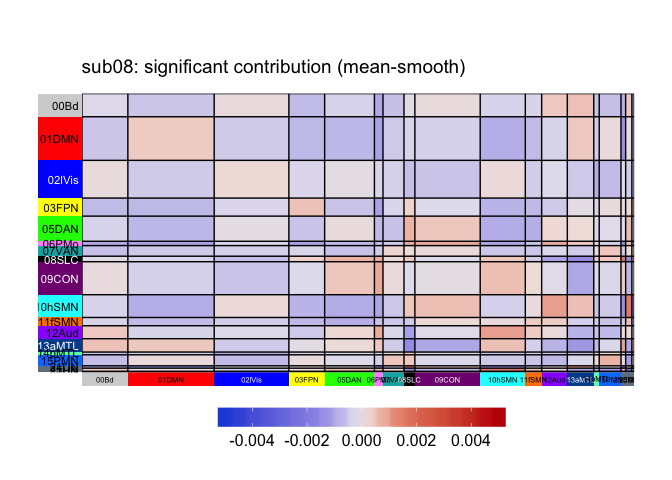 sub08: significant contribution (mean-smooth)
00Bd
01DMN
02lVis
03FPN
05DAN
06PMo
07VAN
08SLC
09CON
10hSMN
11fSMN
12Aud
13aMTL
15PMN
00Bd 01DMN 02lVis 03FPN 05DAN 08SLC 09CON 10hSMN 11fSMN 12Aud
-0.004 -0.002 0.000 0.002 0.004